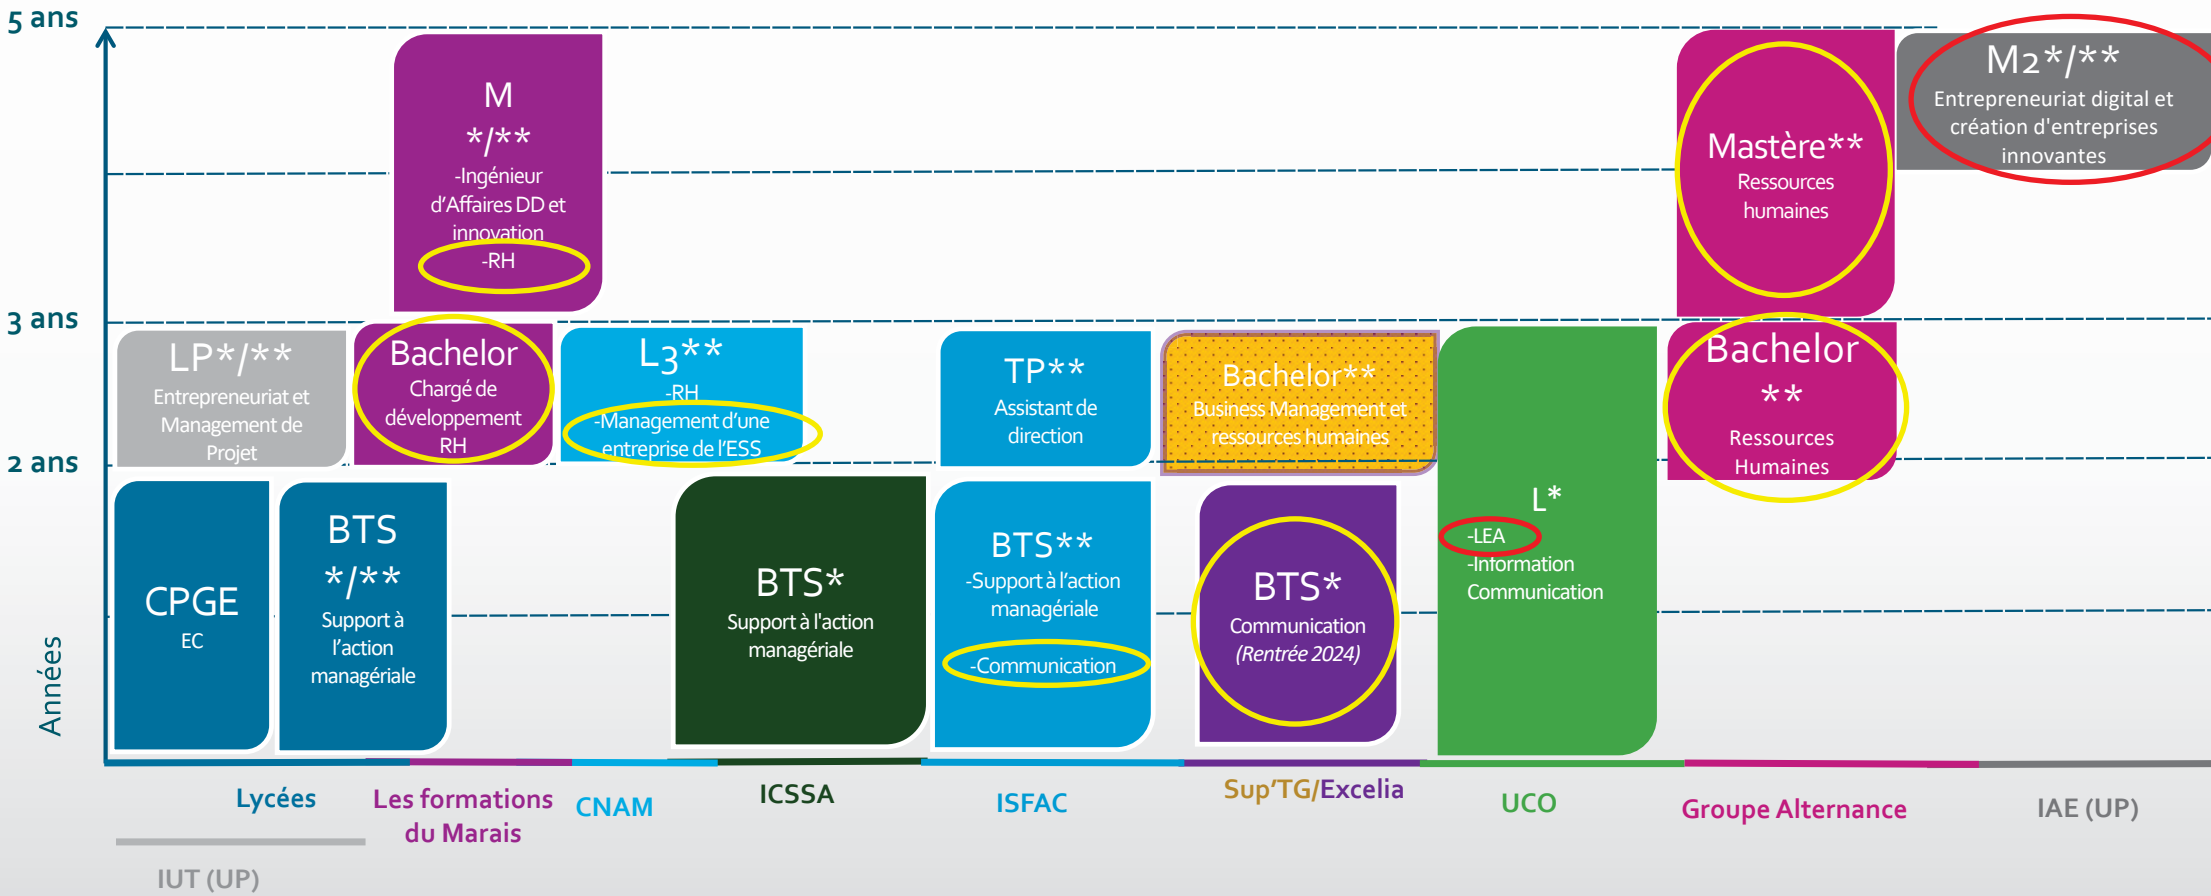 5 ans
3 ans
2 ans
Années
M
*/**
-Ingénieur
d'Affaires DD et
innovation
-RH
Mastère**
Ressources
humaines
M2*/**
Entrepreneuriat digital et
création d'entreprises
innovantes
LP*/**
Entrepreneuriat et
Management de
Projet
Bachelor
Chargé de
développement
RH
L3**
-RH
-Management d'une
entreprise de l'ESS
TP**
Assistant de
direction
Bachelor**
Business Management et
ressources humaines
Bachelor
**
Ressources
Humaines
CPGE
EC
BTS
*/**
Support à
l'action
managériale
BTS*
Support à l'action
managériale
BTS**
-Support à l'action
managériale
-Communication
BTS*
Communication
(Rentrée 2024)
L*
-LEA
-Information
Communication
Lycées
Les formations
du Marais
CNAM
ICSSA
ISFAC
Sup'TG/Excelia
UCO
Groupe Alternance
IAE (UP)
IUT (UP)